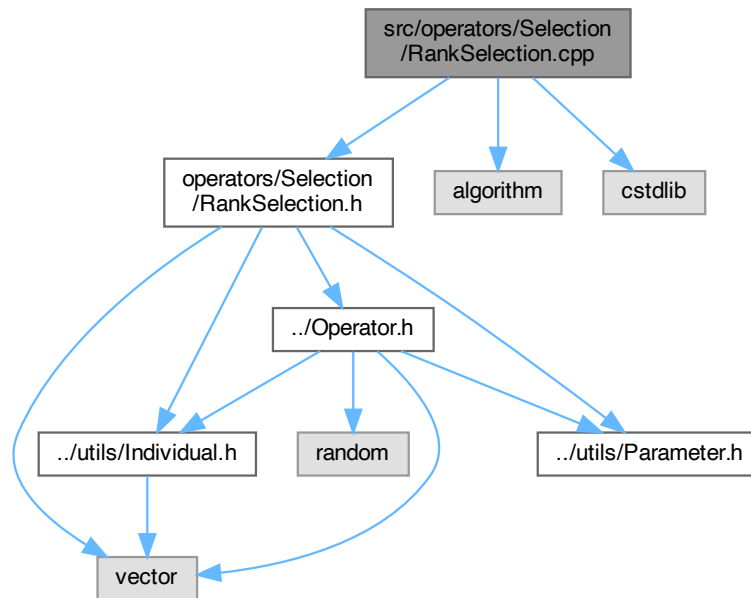 src/operators/Selection
/RankSelection.cpp
operators/Selection
/RankSelection.h
algorithm
cstdlib
../Operator.h
../utils/Individual.h
random
../utils/Parameter.h
vector